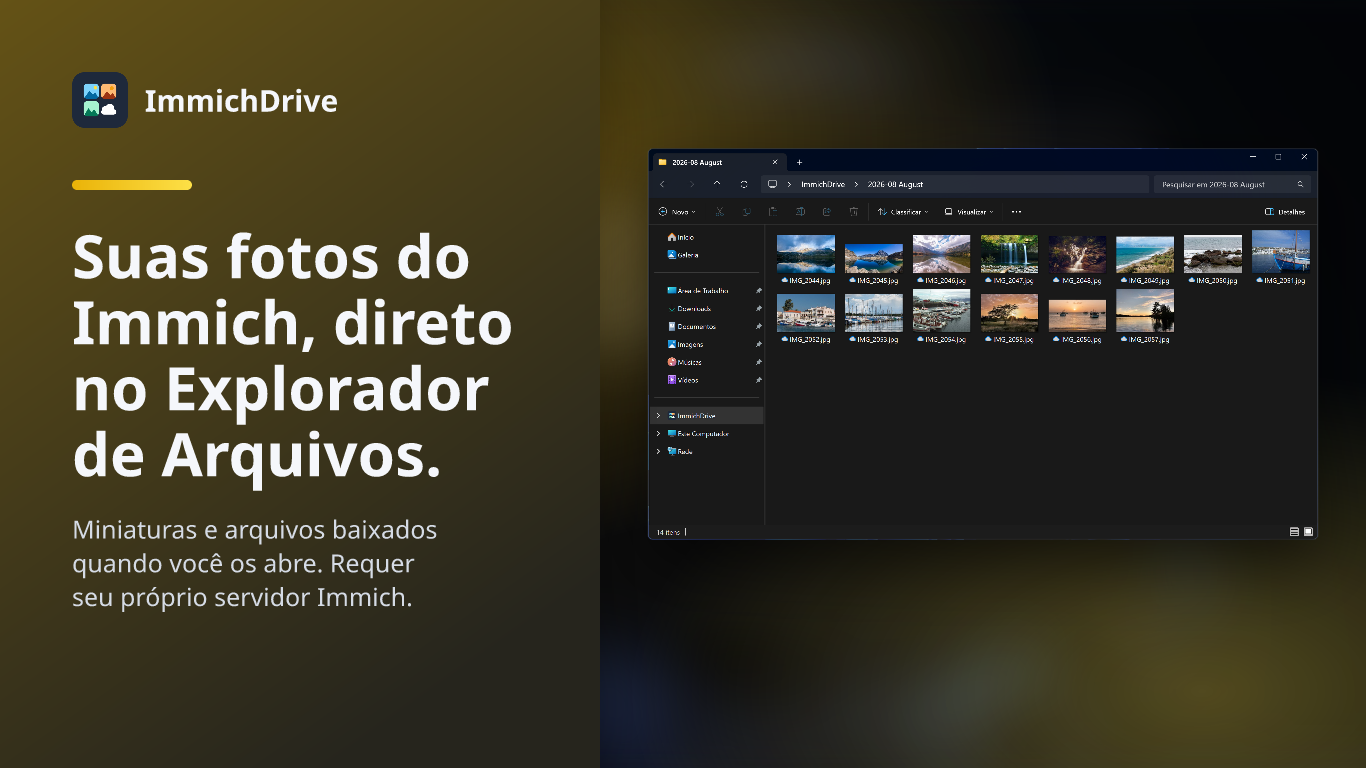 ImmichDrive
Suas fotos do
Immich, direto
no Explorador
de Arquivos.
Miniaturas e arquivos baixados
quando você os abre. Requer
seu próprio servidor Immich.
2026-08 August
ImmichDrive
2026-08 August
Pesquisar em 2026-08 August
Novo
Classificar
Visualizar
Detalhes
Início
Galeria
Área de Trabalho
Downloads
Documentos
Imagens
Músicas
Vídeos
ImmichDrive
Este Computador
Rede
IMG_2044.jpg IMG_2045.jpg IMG_2046.jpg IMG_2047.jpg IMG_2048.jpg IMG_2049.jpg IMG_2050.jpg IMG_2051.jpg
IMG_2052.jpg IMG_2053.jpg IMG_2054.jpg IMG_2055.jpg IMG_2056.jpg IMG_2057.jpg
14 itens